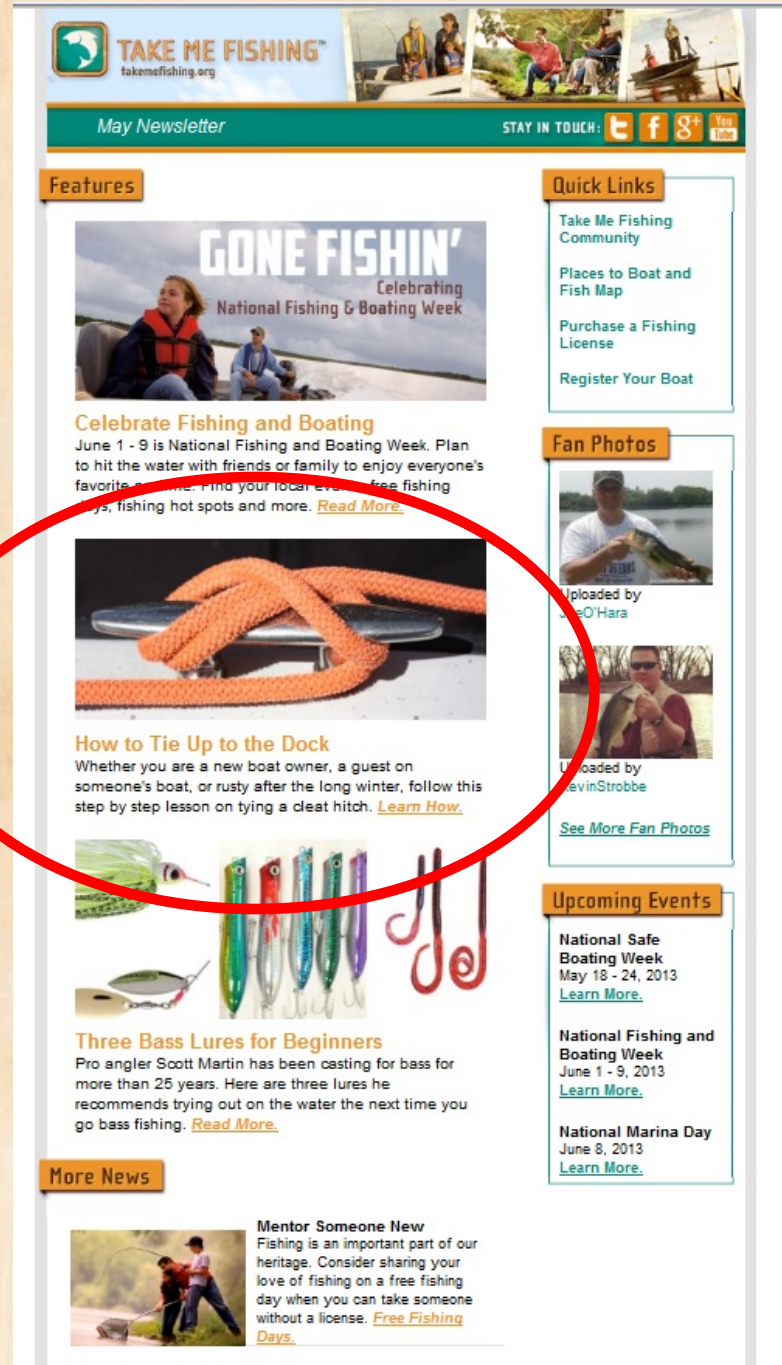 TAKE ME FISHING™
takemefishing.org
May Newsletter
STAY IN TOUCH:
t f g+ You
Tube
Features
GONE FISHIN'
Celebrating
National Fishing & Boating Week
Celebrate Fishing and Boating
June 1 - 9 is National Fishing and Boating Week. Plan
to hit the water with friends or family to enjoy everyone's
favorite Find your local free fishing
fishing hot spots and more. Read More.
How to Tie Up to the Dock
Whether you are a new boat owner, a guest on
someone's boat, or rusty after the long winter, follow this
step by step lesson on tying a cleat hitch. Learn How.
Three Bass Lures for Beginners
Pro angler Scott Martin has been casting for bass for
more than 25 years. Here are three lures he
recommends trying out on the water the next time you
go bass fishing. Read More.
More News
Mentor Someone New
Fishing is an important part of our
heritage. Consider sharing your
love of fishing on a free fishing
day when you can take someone
without a license. Free Fishing
Days.
Quick Links
Take Me Fishing
Community
Places to Boat and
Fish Map
Purchase a Fishing
License
Register Your Boat
Fan Photos
Uploaded by
JoeO'Hara
Uploaded by
KevinStrobbe
See More Fan Photos
Upcoming Events
National Safe
Boating Week
May 18 - 24, 2013
Learn More.
National Fishing and
Boating Week
June 1 - 9, 2013
Learn More.
National Marina Day
June 8, 2013
Learn More.